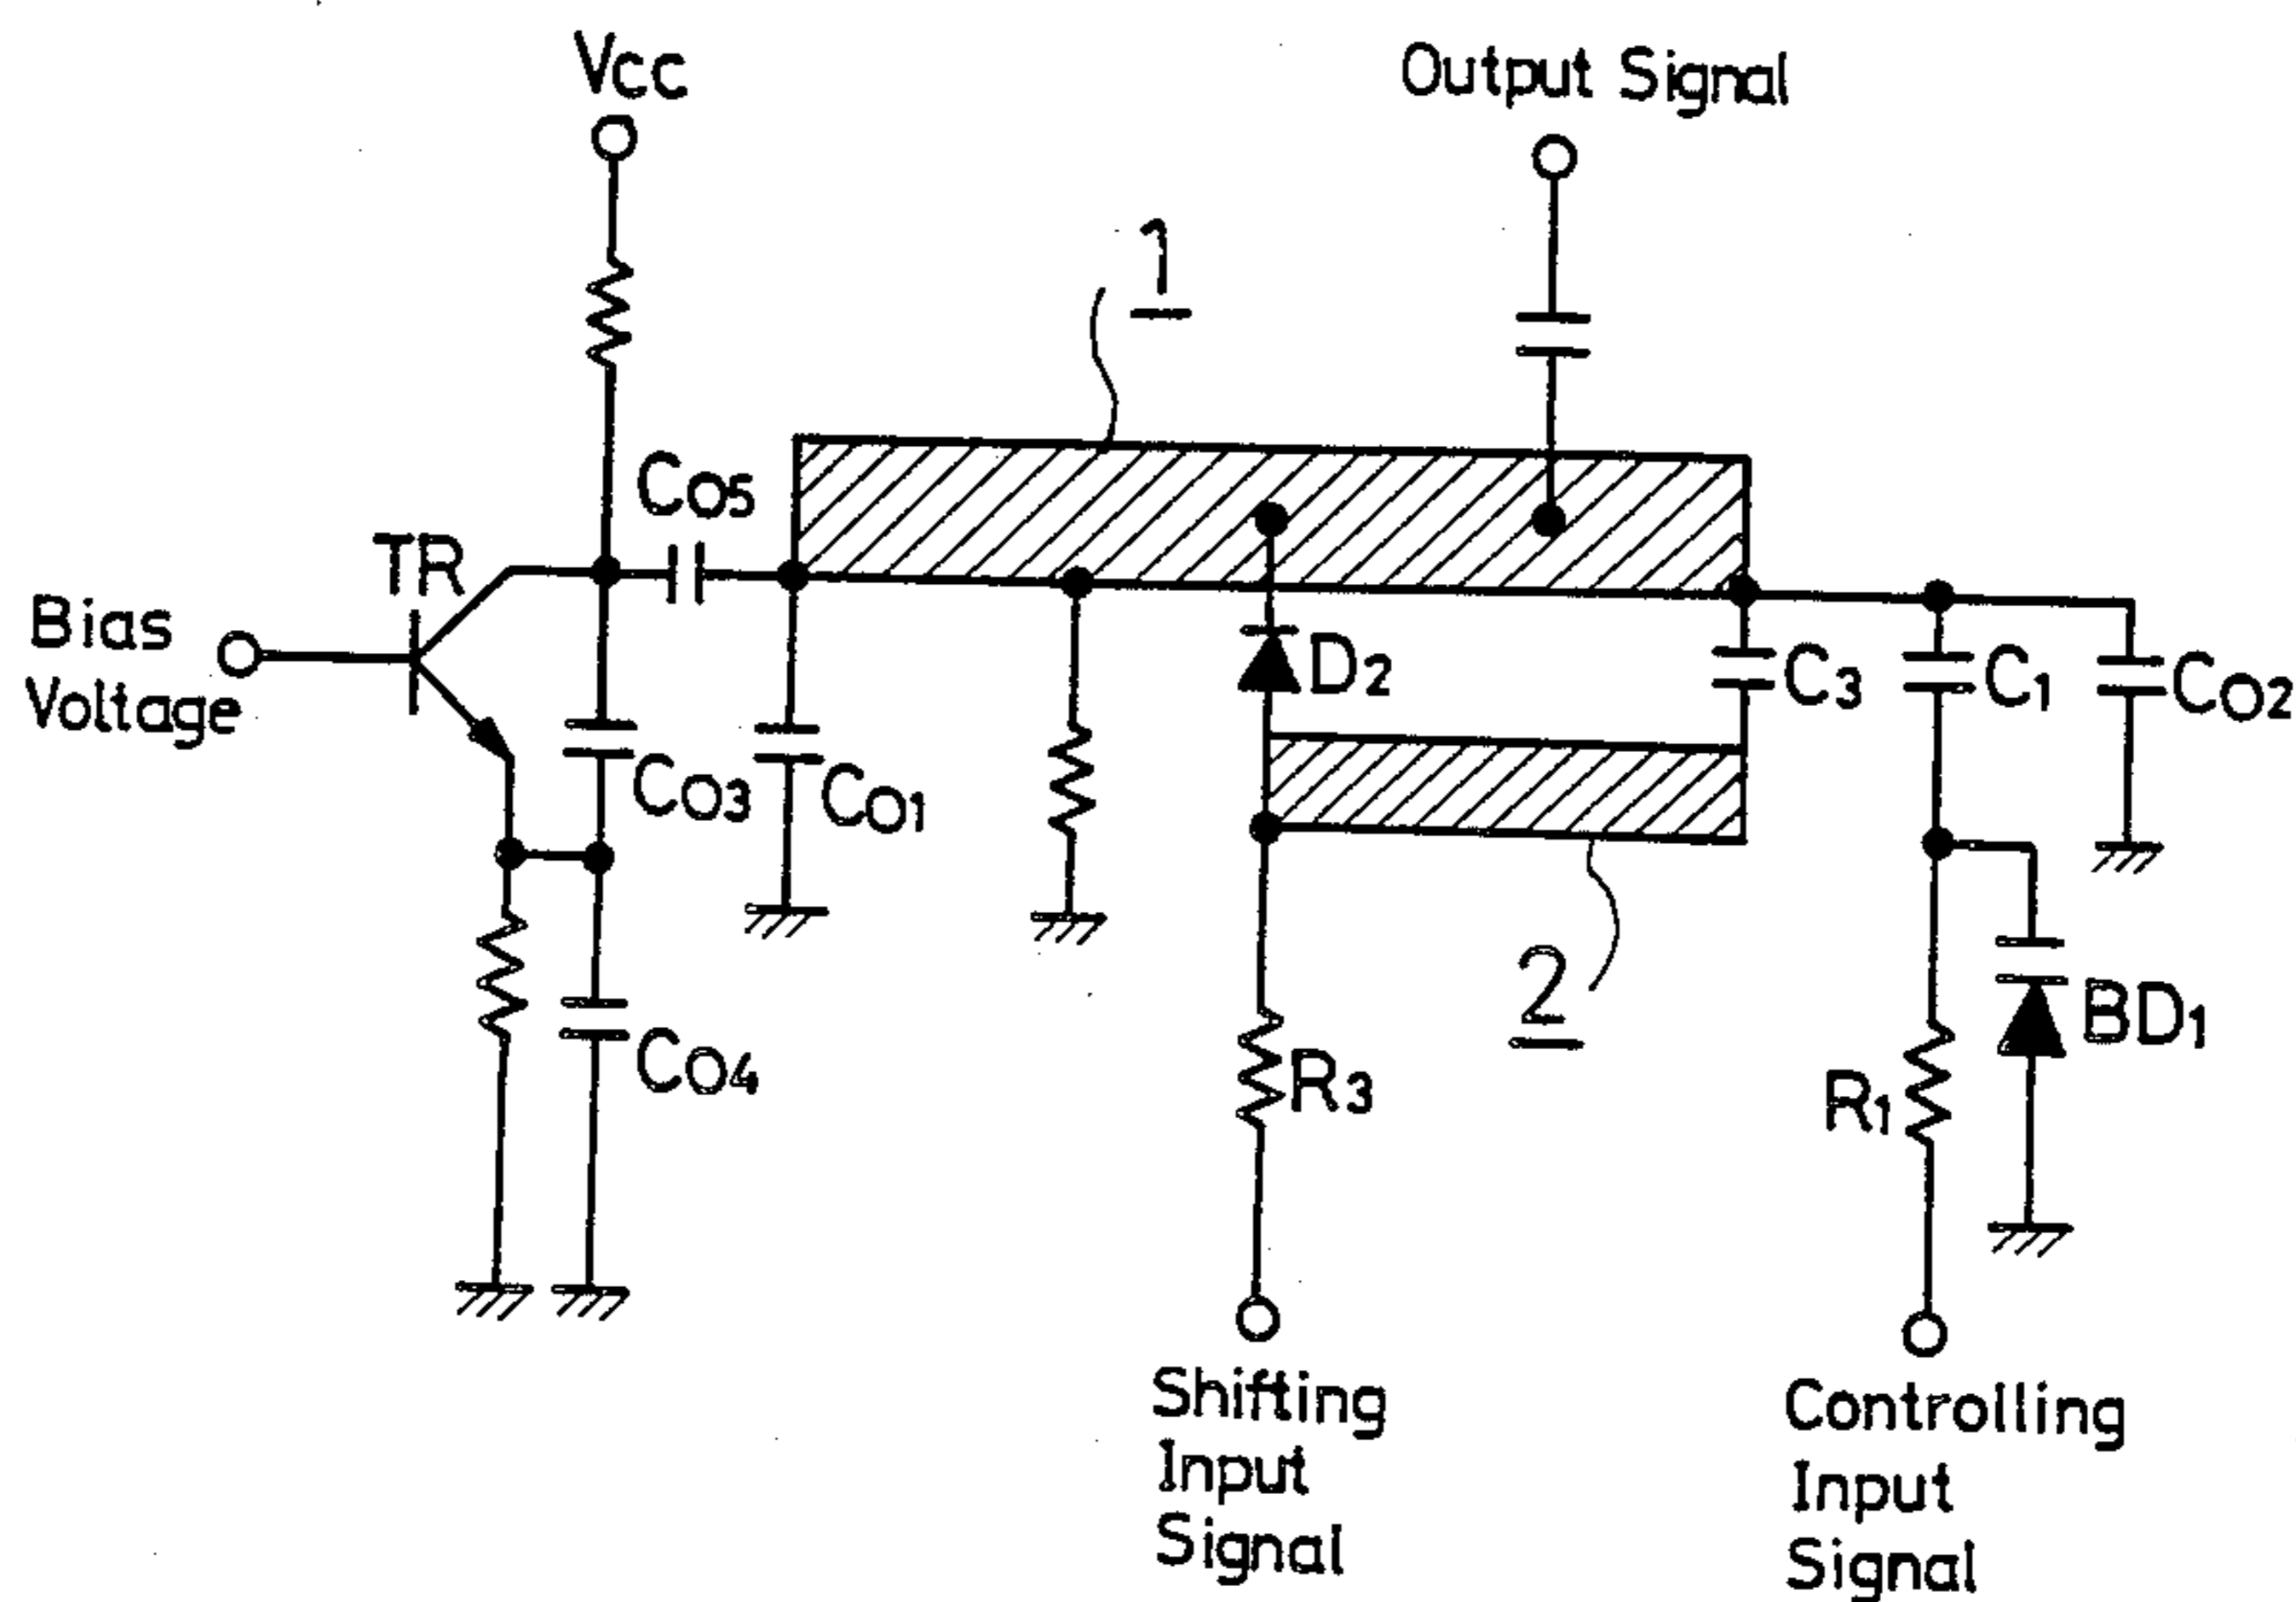 Vcc
Output Signal
1
Co5
TR
Bias
Voltage
D2
C3
C1
Co2
Co3
Co1
2
BD1
Co4
R3
R1
Shifting
Input
Signal
Controlling
Input
Signal